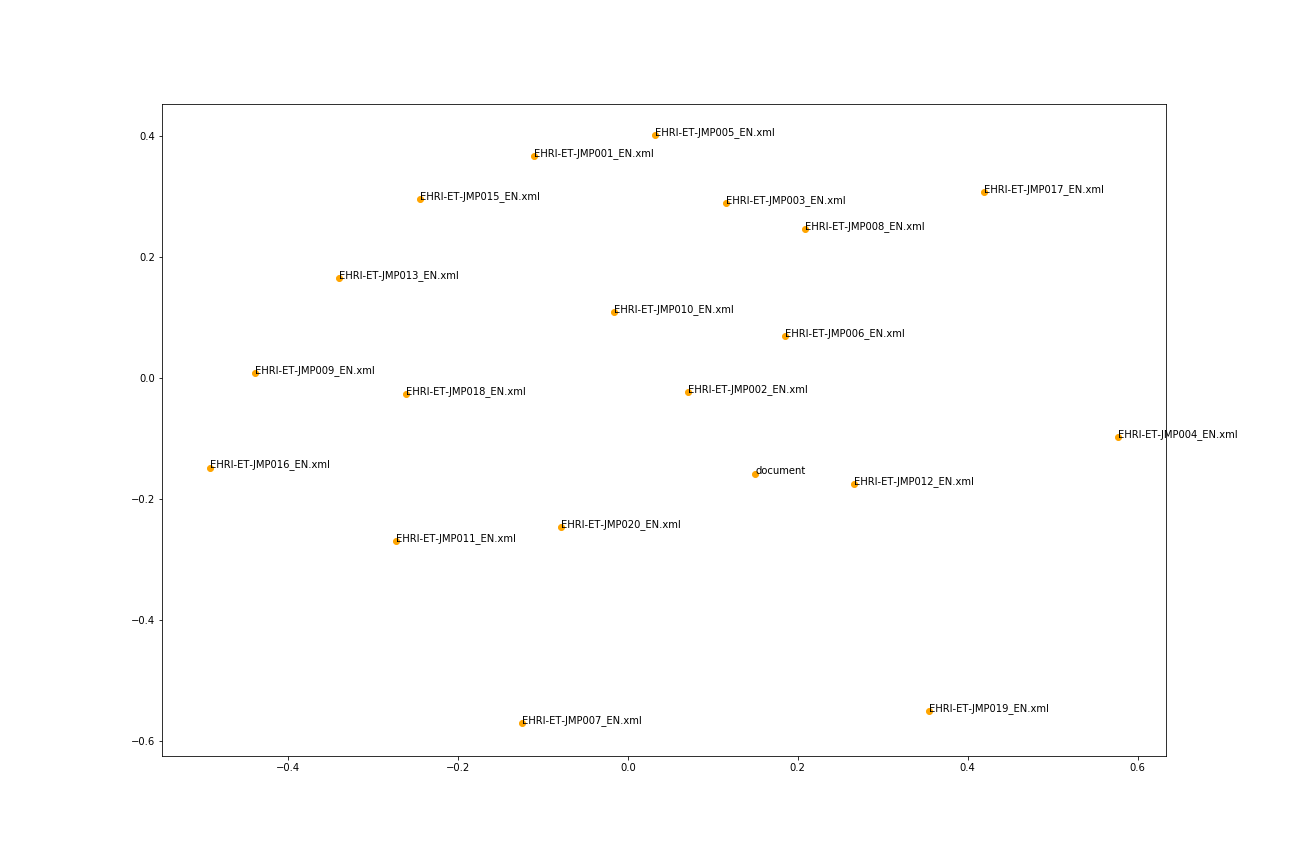 0.4
EHRI-ET-JMP005_EN.xml
EHRI-ET-JMP001_EN.xml
EHRI-ET-JMP015_EN.xml
EHRI-ET-JMP003_EN.xml
EHRI-ET-JMP017_EN.xml
EHRI-ET-JMP008_EN.xml
0.2
EHRI-ET-JMP013_EN.xml
EHRI-ET-JMP010_EN.xml
EHRI-ET-JMP006_EN.xml
0.0
EHRI-ET-JMP009_EN.xml
EHRI-ET-JMP018_EN.xml
EHRI-ET-JMP002_EN.xml
EHRI-ET-JMP004_EN.xml
EHRI-ET-JMP016_EN.xml
document
EHRI-ET-JMP012_EN.xml
−0.2
EHRI-ET-JMP020_EN.xml
EHRI-ET-JMP011_EN.xml
−0.4
EHRI-ET-JMP019_EN.xml
EHRI-ET-JMP007_EN.xml
−0.6
−0.4 −0.2 0.0 0.2 0.4 0.6